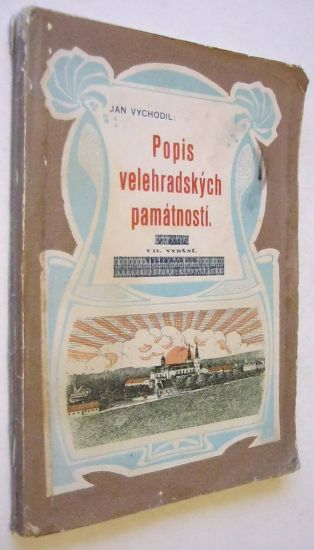 JAN VYCHODIL:
Popis
velehradských
památností.
VII. VYDÁNÍ.